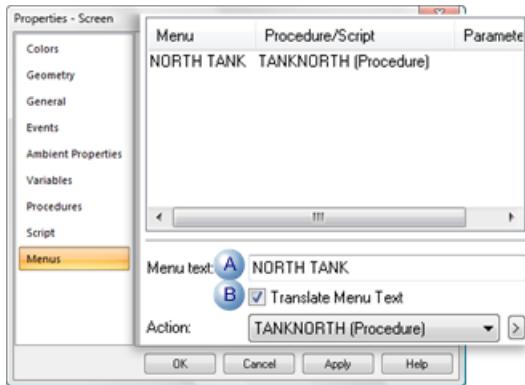 Properties - Screen
Colors
Geometry
General
Events
Ambient Properties
Variables
Procedures
Script
Menus
Menu Procedure/Script Paramete
NORTH TANK TANKNORTH (Procedure)
Menu text: A NORTH TANK
B Translate Menu Text
Action: TANKNORTH (Procedure) >
OK Cancel Apply Help